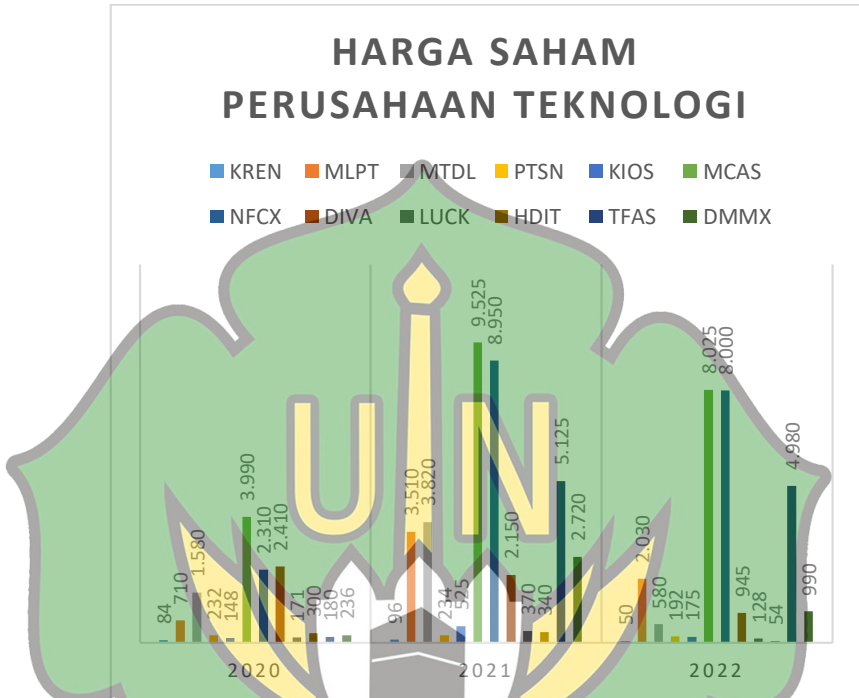 HARGA SAHAM
PERUSAHAAN TEKNOLOGI
KREN MLPT MTDL PTSN KIOS MCAS
NFCX DIVA LUCK HDIT TFAS DMMX
84 710 1.580 232 148 3.990 2.310 2.410 171 300 180 236
96 3.510 3.820 234 525 9.525 8.950 2.150 370 340 5.125 2.720
50 2.030 580 192 175 8.025 8.000 945 128 54 4.980 990
UIN
2020 2021 2022